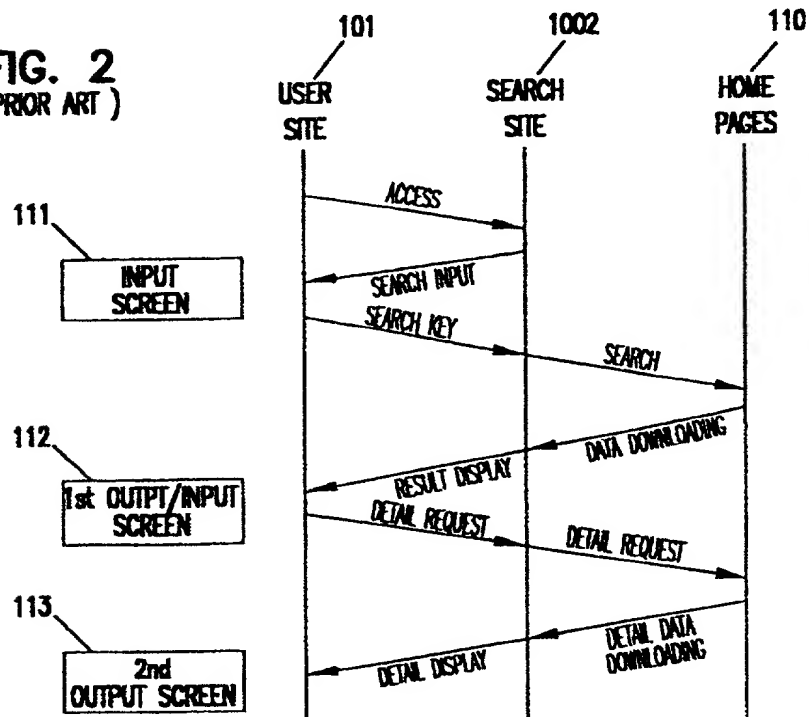 FIG. 2
(PRIOR ART )
101
1002
110
USER
SITE
SEARCH
SITE
HOME
PAGES
ACCESS
111
INPUT
SCREEN
SEARCH INPUT
SEARCH KEY
SEARCH
112
1st OUTPT/INPUT
SCREEN
DATA DOWNLOADING
RESULT DISPLAY
DETAIL REQUEST
DETAIL REQUEST
113
2nd
OUTPUT SCREEN
DETAIL DATA
DOWNLOADING
DETAIL DISPLAY